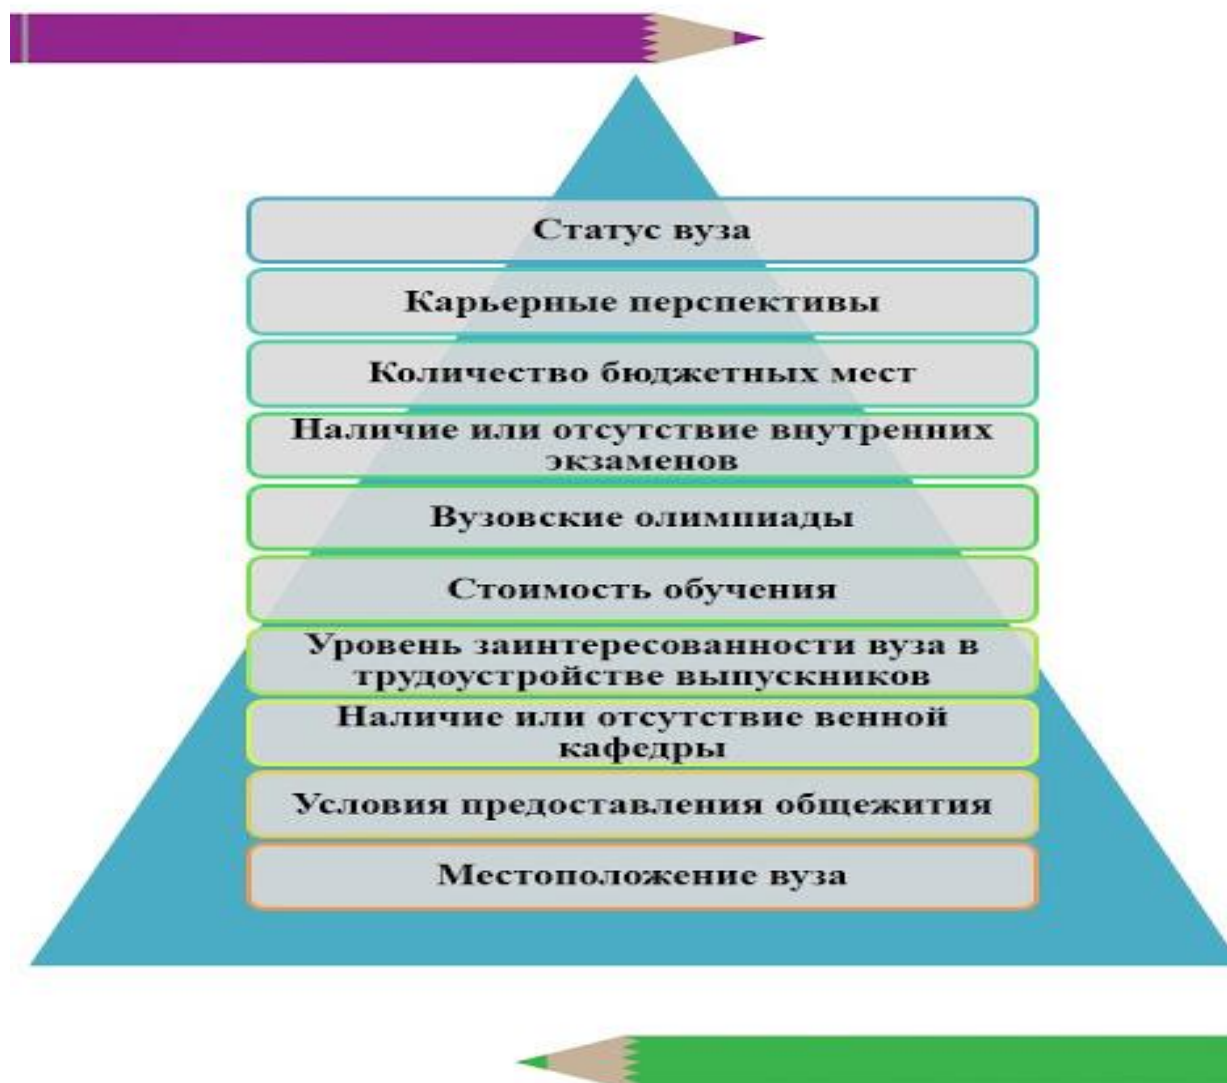 Статус вуза
Карьерные перспективы
Количество бюджетных мест
Наличие или отсутствие внутренних
экзаменов
Вузовские олимпиады
Стоимость обучения
Уровень заинтересованности вуза в
трудоустройстве выпускников
Наличие или отсутствие венной
кафедры
Условия предоставления общежития
Местоположение вуза